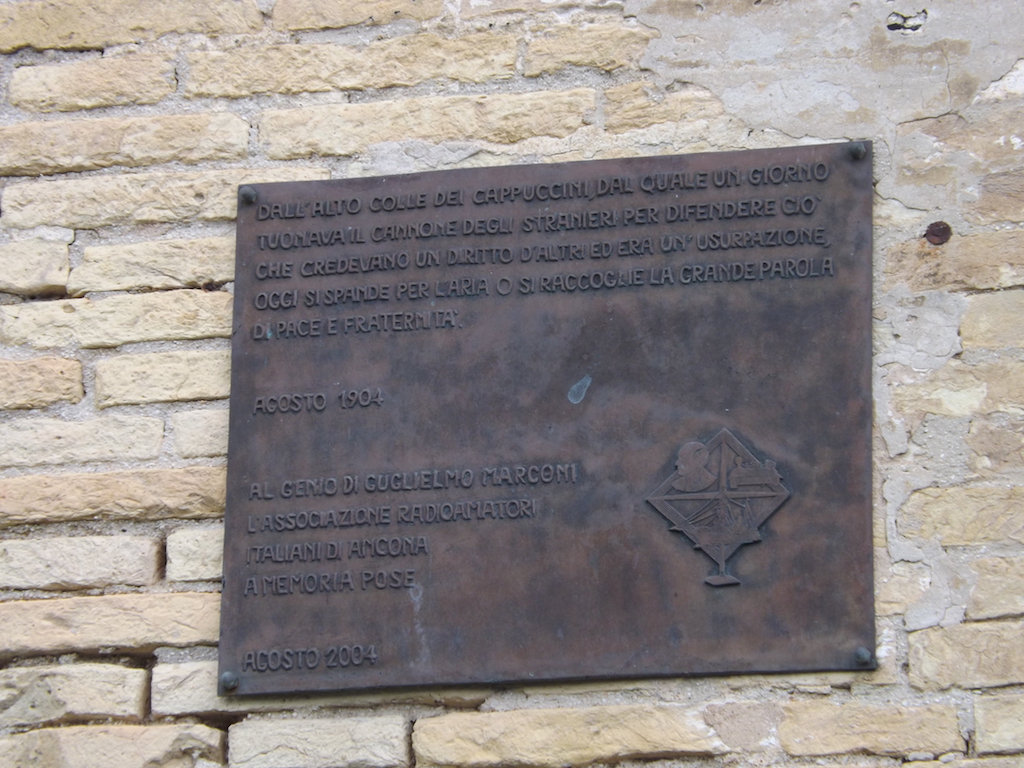 DALL'ALTO COLLE DEI CAPPUCCINI, DAL QUALE UN GIORNO
TUONAVA IL CANNONE DEGLI STRANIERI PER DIFENDERE CIO'
CHE CREDEVANO UN DIRITTO D'ALTRI ED ERA UN' USURPAZIONE,
OGGI SI SPANDE PER L'ARIA O SI RACCOGLIE LA GRANDE PAROLA
DI PACE E FRATERNITA'.
AGOSTO 1904
AL GENIO DI GUGLIELMO MARCONI
L'ASSOCIAZIONE RADIOAMATORI
ITALIANI DI ANCONA
A MEMORIA POSE
AGOSTO 2004